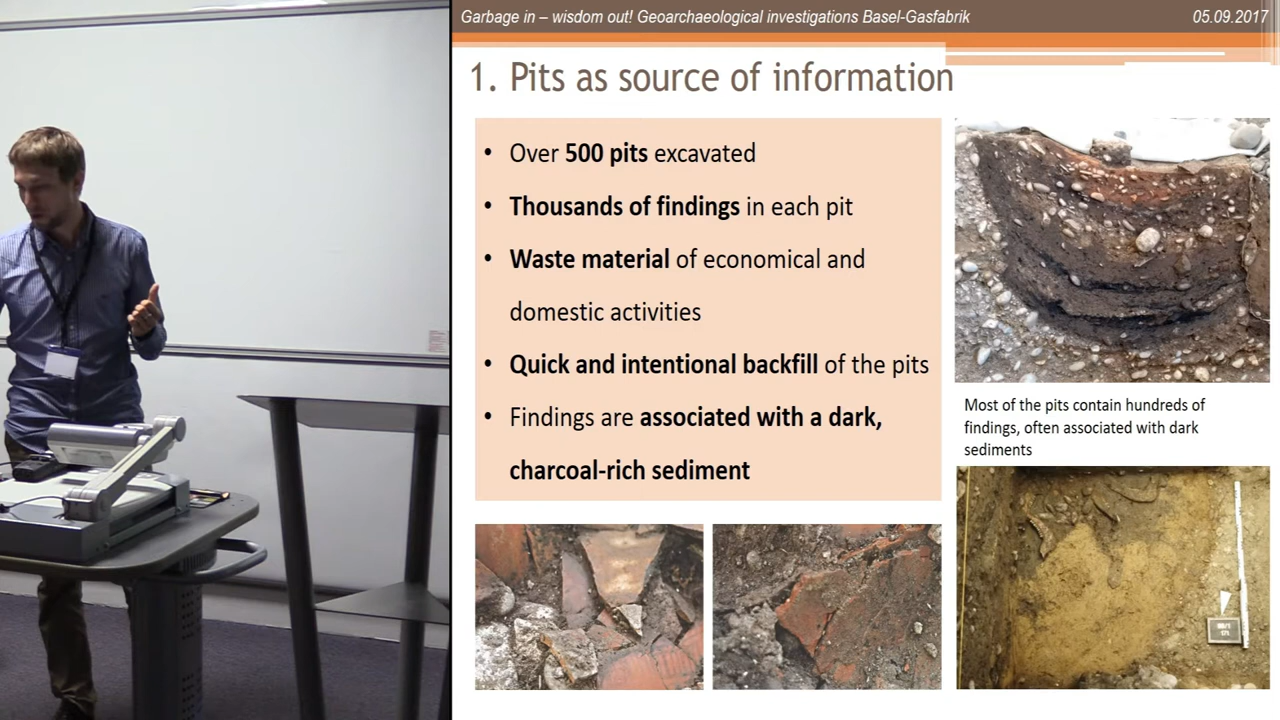 Garbage in – wisdom out! Geoarchaeological investigations Basel-Gasfabrik 05.09.2017
1. Pits as source of information
• Over 500 pits excavated
• Thousands of findings in each pit
• Waste material of economical and
domestic activities
• Quick and intentional backfill of the pits
• Findings are associated with a dark,
charcoal-rich sediment
Most of the pits contain hundreds of
findings, often associated with dark
sediments